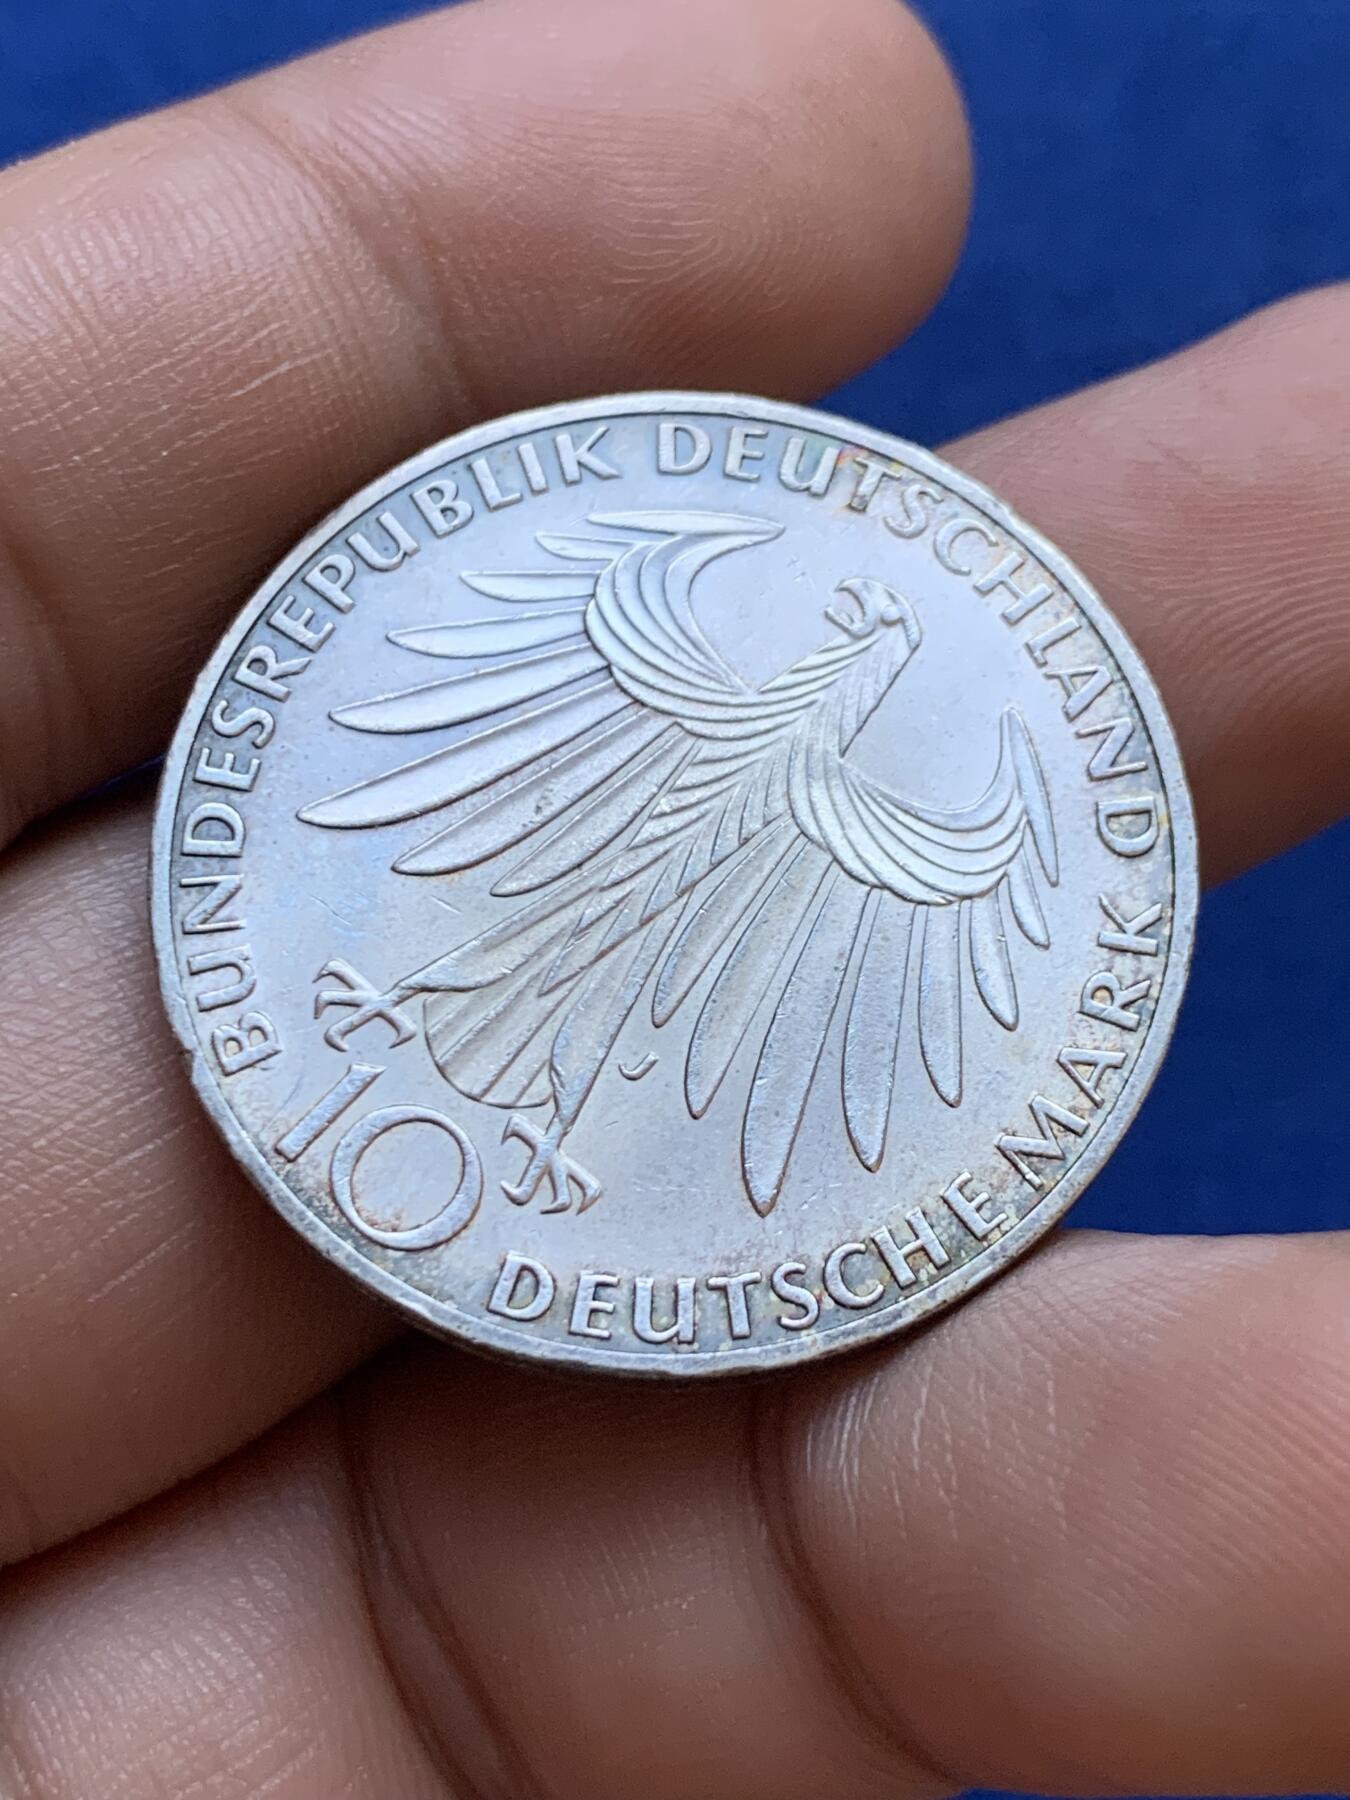 BUNDESREPUBLIK DEUTSCHLAND
10
DEUTSCHE MARK
J